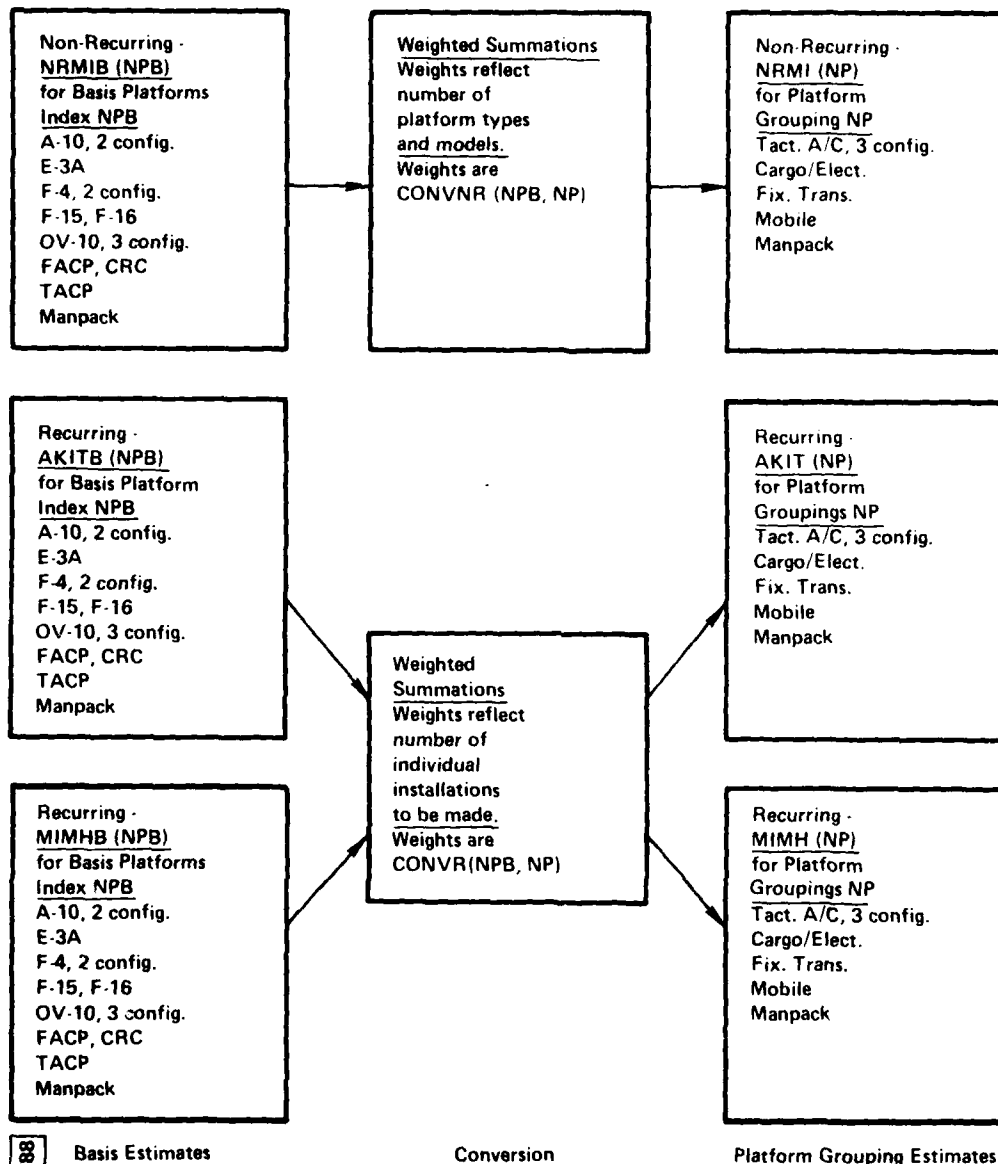 Non-Recurring -
NRMIB (NPB)
for Basis Platforms
Index NPB
A-10, 2 config.
E-3A
F-4, 2 config.
F-15, F-16
OV-10, 3 config.
FACP, CRC
TACP
Manpack
Weighted Summations
Weights reflect
number of
platform types
and models.
Weights are
CONVNR (NPB, NP)
Non-Recurring -
NRMI (NP)
for Platform
Grouping NP
Tact. A/C, 3 config.
Cargo/Elect.
Fix. Trans.
Mobile
Manpack
Recurring -
AKITB (NPB)
for Basis Platform
Index NPB
A-10, 2 config.
E-3A
F-4, 2 config.
F-15, F-16
OV-10, 3 config.
FACP, CRC
TACP
Manpack
Recurring -
MIMHB (NPB)
for Basis Platforms
Index NPB
A-10, 2 config.
E-3A
F-4, 2 config.
F-15, F-16
OV-10, 3 config.
FACP, CRC
TACP
Manpack
Weighted
Summations
Weights reflect
number of
individual
installations
to be made.
Weights are
CONVR(NPB, NP)
Recurring -
AKIT (NP)
for Platform
Groupings NP
Tact. A/C, 3 config.
Cargo/Elect.
Fix. Trans.
Mobile
Manpack
Recurring -
MIMH (NP)
for Platform
Groupings NP
Tact. A/C, 3 config.
Cargo/Elect.
Fix. Trans.
Mobile
Manpack
88
Basis Estimates
Conversion
Platform Grouping Estimates